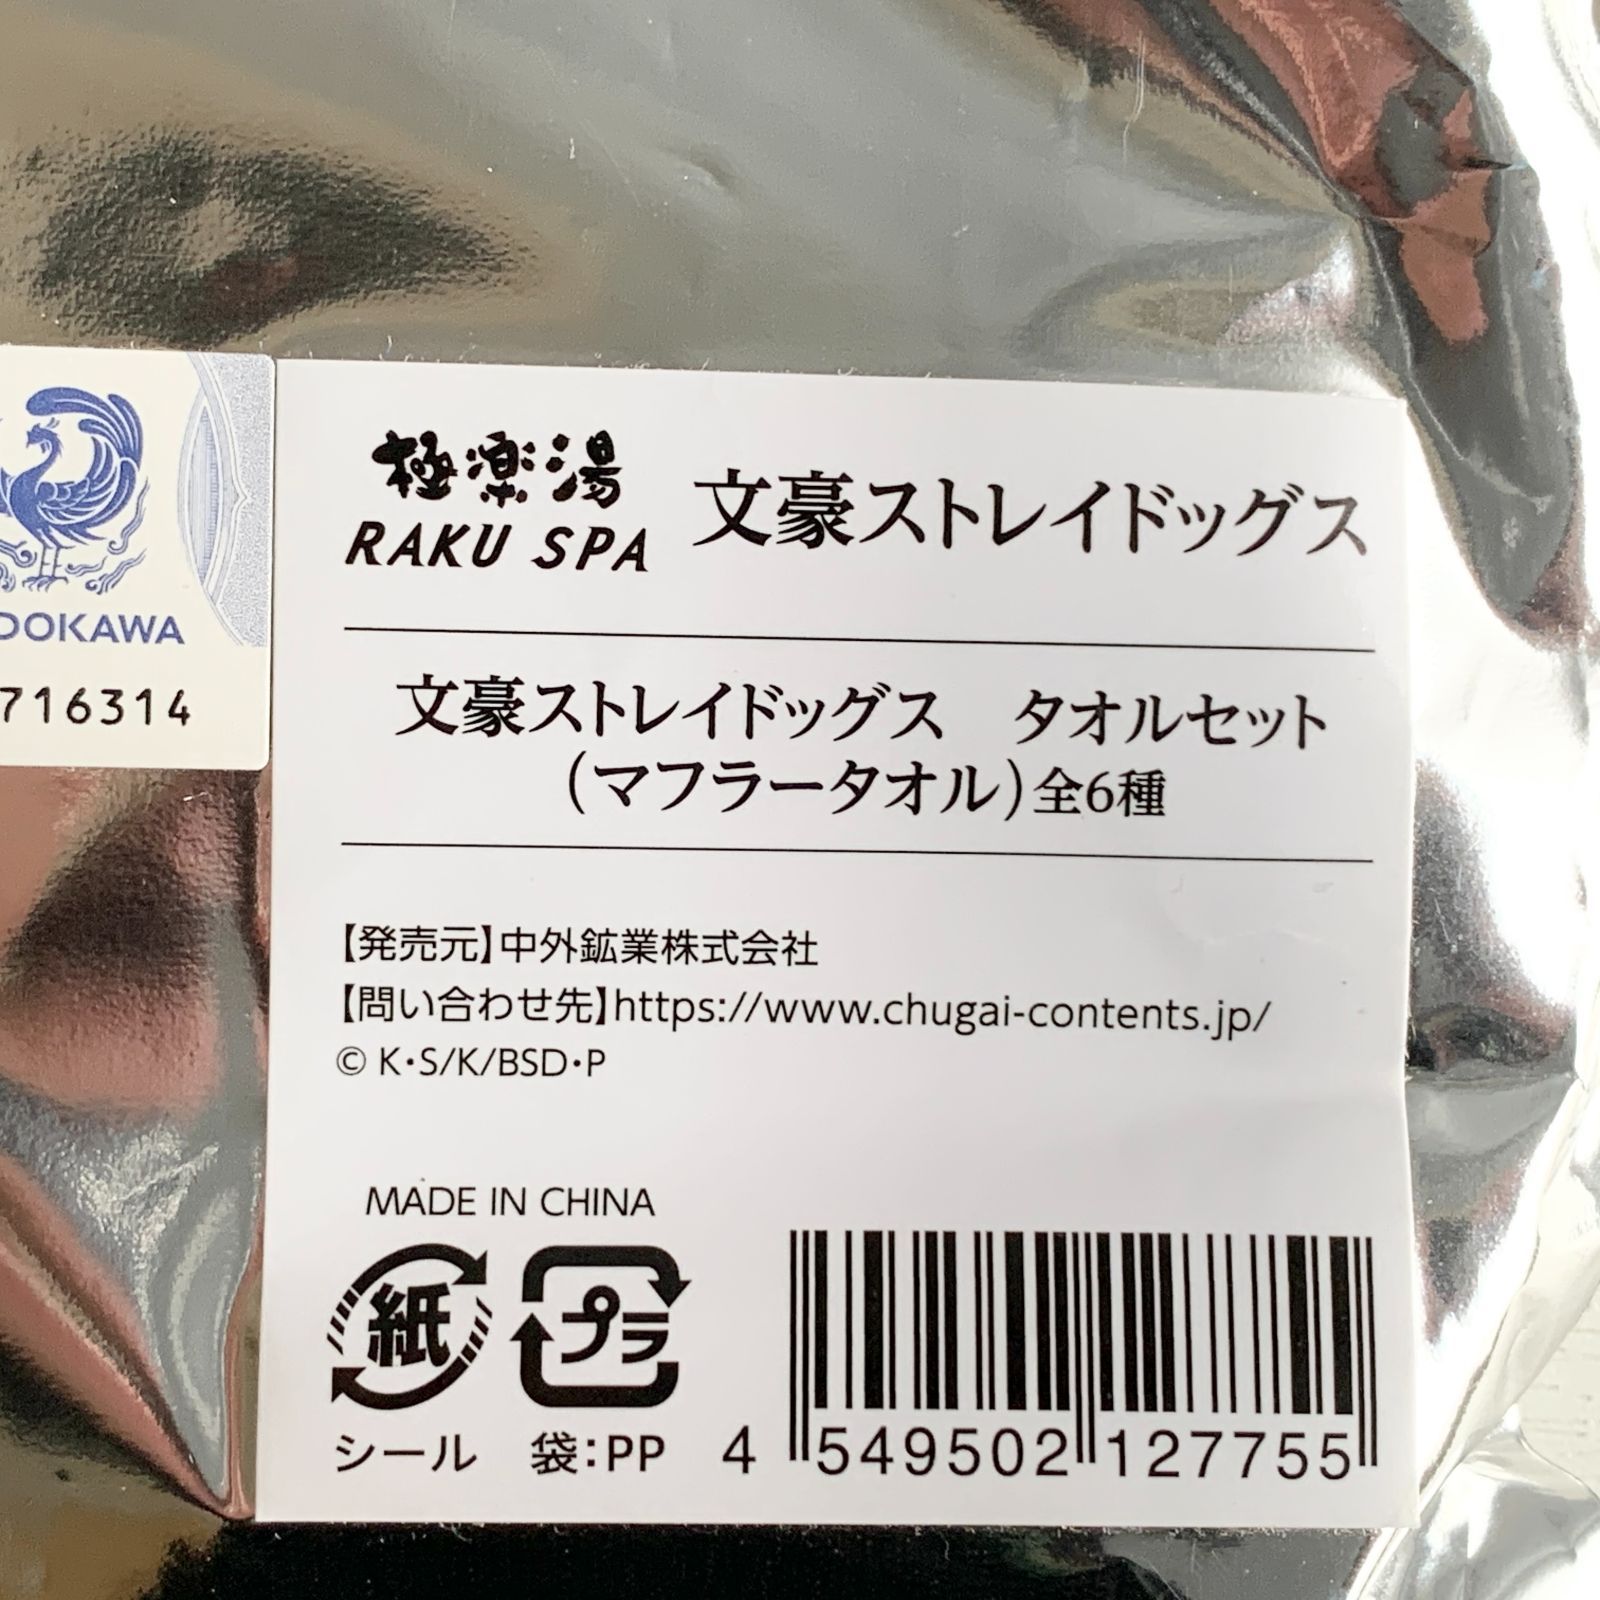 極楽湯
RAKU SPA
文豪ストレイドッグス
DOKAWA
716314
文豪ストレイドッグス　タオルセット
(マフラータオル)全6種
【発売元】中外鉱業株式会社
【問い合わせ先】https://www.chugai-contents.jp/
© K・S/K/BSD・P
MADE IN CHINA
紙
プラ
シール
袋:PP
4 549502 127755